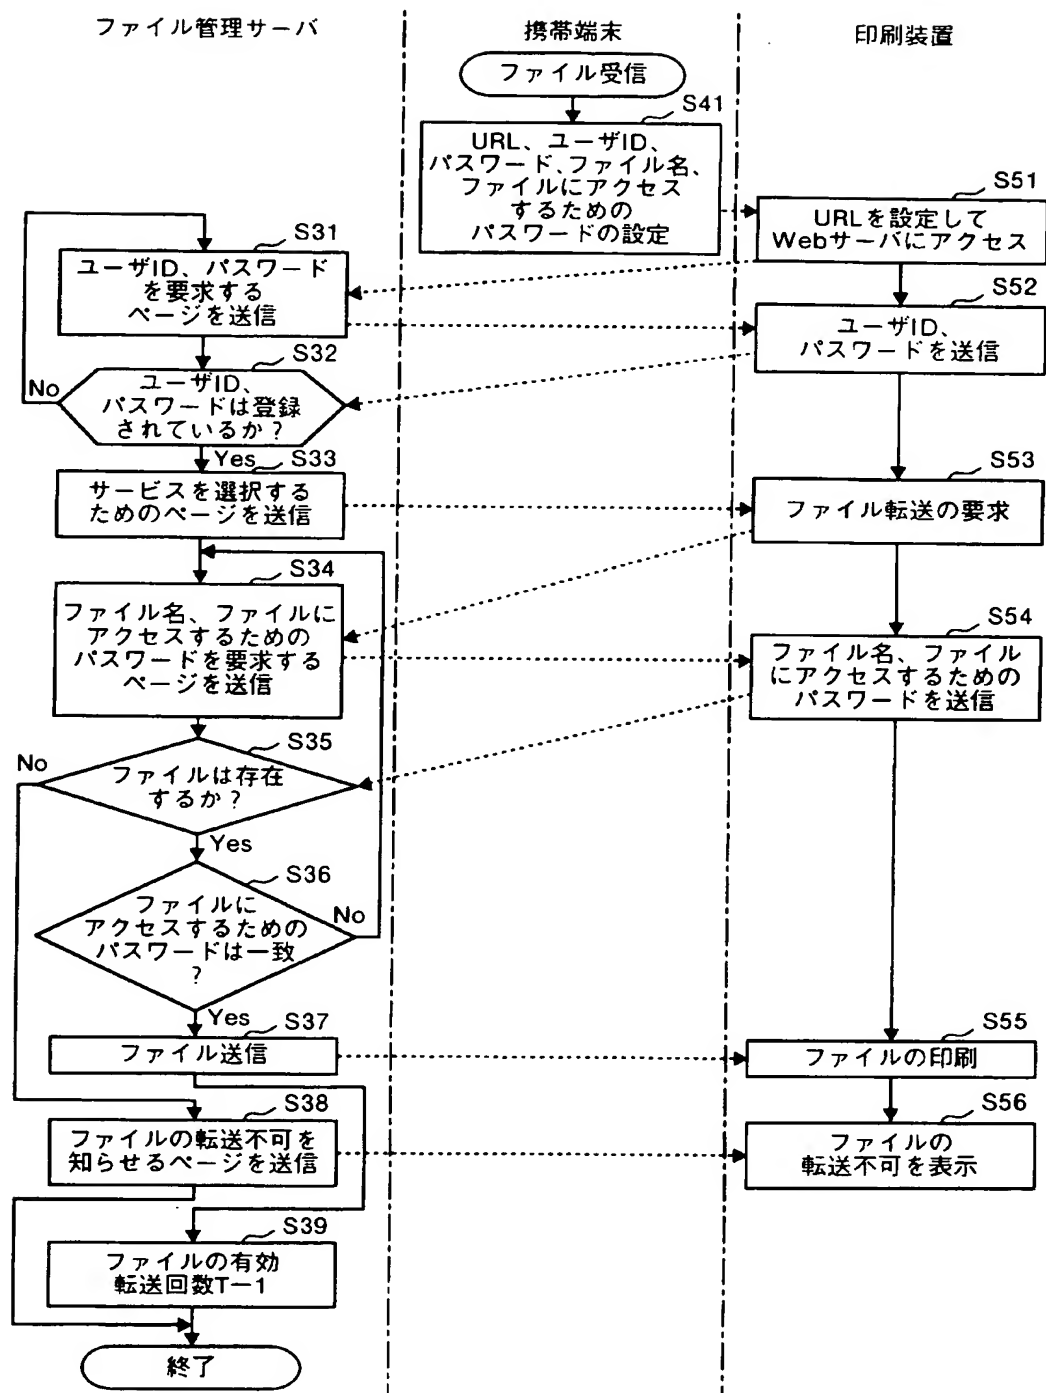 ファイル管理サーバ
携帯端末
印刷装置
ファイル受信
S41
URL、ユーザID、
パスワード、ファイル名、
ファイルにアクセス
するための
パスワードの設定
S51
URLを設定して
Webサーバにアクセス
S31
ユーザID、パスワード
を要求する
ページを送信
S52
ユーザID、
パスワードを送信
S32
No
ユーザID、
パスワードは登録
されているか?
Yes
S33
サービスを選択する
ためのページを送信
S53
ファイル転送の要求
S34
ファイル名、ファイルに
アクセスするための
パスワードを要求する
ページを送信
S54
ファイル名、ファイル
にアクセスするための
パスワードを送信
S35
No
ファイルは存在
するか?
Yes
S36
ファイルに
アクセスするための
パスワードは一致
?
No
Yes
S37
ファイル送信
S55
ファイルの印刷
S38
ファイルの転送不可を
知らせるページを送信
S56
ファイルの
転送不可を表示
S39
ファイルの有効
転送回数T−1
終了